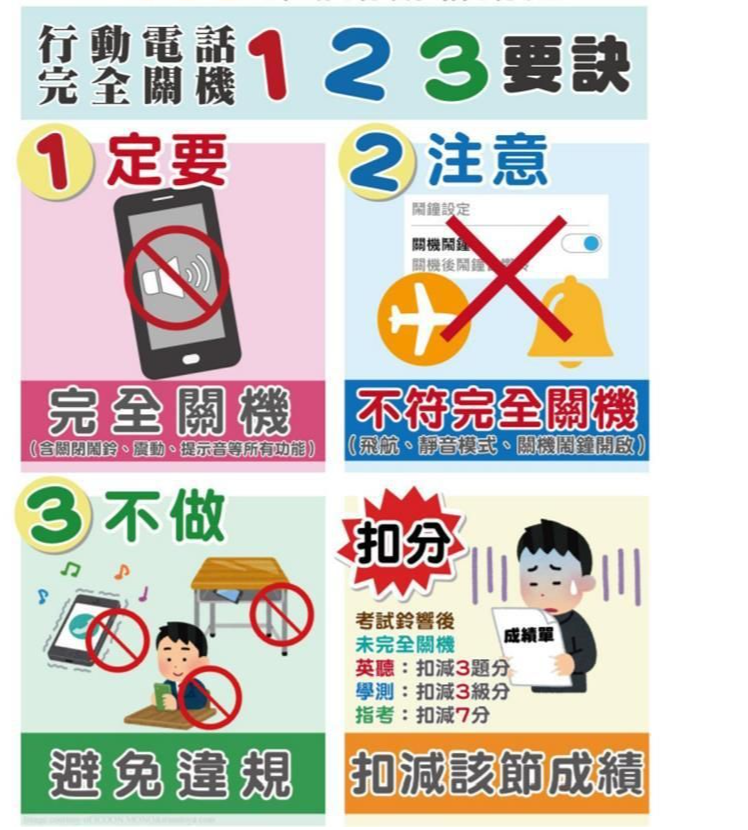 行動電話
完全關機
1 2 3 要訣
1 定要
完全關機
(含關閉鬧鈴、震動、提示音等所有功能)
2 注意
鬧鐘設定
關機鬧鐘
關機後鬧鐘
不符完全關機
(飛航、靜音模式、關機鬧鐘開啟)
3 不做
避免違規
扣分
考試鈴響後
未完全關機
英聽：扣減3題分
學測：扣減3級分
指考：扣減7分
成績單
扣減該節成績